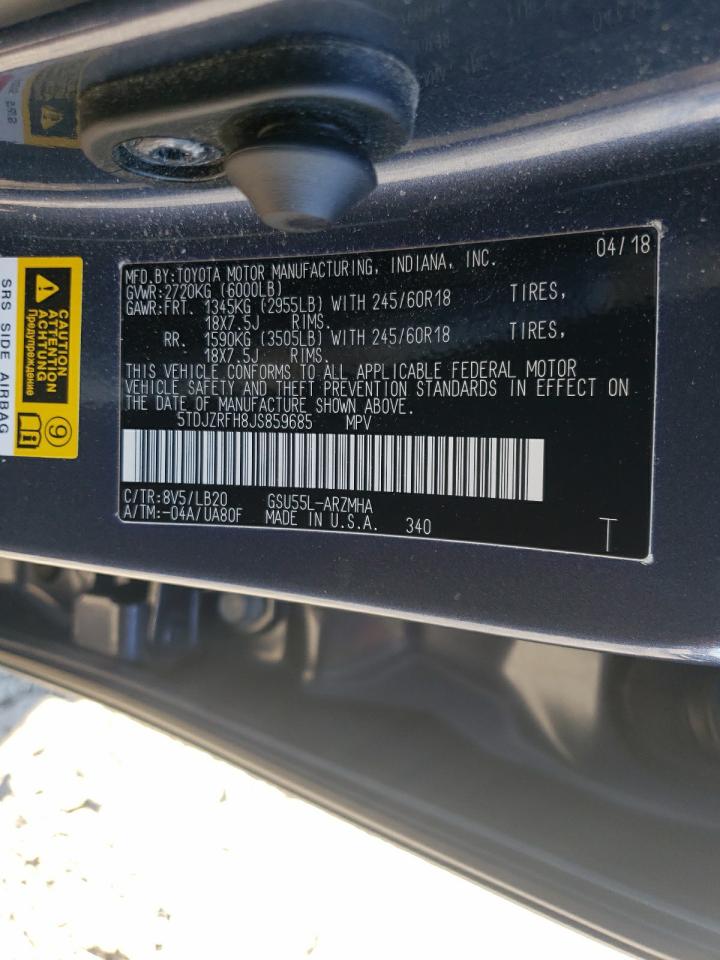 04/18
MFD.BY:TOYOTA MOTOR MANUFACTURING, INDIANA, INC.
GVWR:2720KG (6000LB)
GAWR:FRT. 1345KG (2955LB) WITH 245/60R18 TIRES,
18X7.5J RIMS.
RR. 1590KG (3505LB) WITH 245/60R18 TIRES,
18X7.5J RIMS.
THIS VEHICLE CONFORMS TO ALL APPLICABLE FEDERAL MOTOR
VEHICLE SAFETY AND THEFT PREVENTION STANDARDS IN EFFECT ON
THE DATE OF MANUFACTURE SHOWN ABOVE.
5TDJZRFH8JS859685 MPV
C/TR:8V5/LB20 GSU55L-ARZMHA
A/TM:-04A/UA80F MADE IN U.S.A. 340
T
CAUTION
ATTENTION
ACHTUNG
Предупреждение
9
SRS SIDE AIRBAG